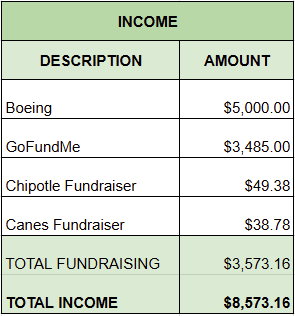 INCOME
DESCRIPTION AMOUNT
Boeing $5,000.00
GoFundMe $3,485.00
Chipotle Fundraiser $49.38
Canes Fundraiser $38.78
TOTAL FUNDRAISING $3,573.16
TOTAL INCOME $8,573.16